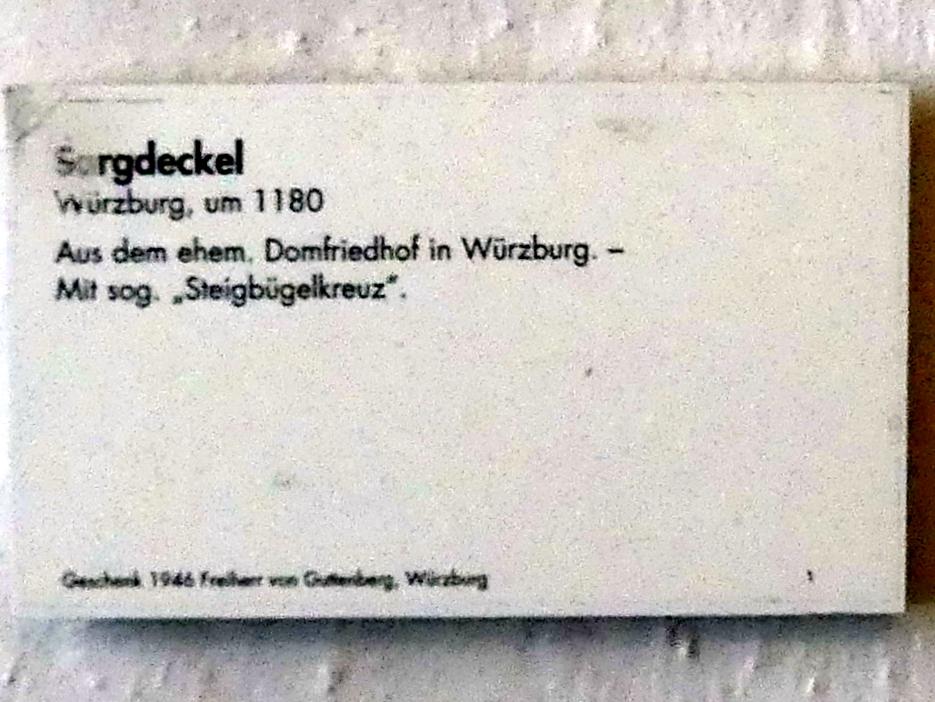 Sargdeckel
Würzburg, um 1180
Aus dem ehem. Domfriedhof in Würzburg. –
Mit sog. „Steigbügelkreuz“.
Geschenk 1946 Freiherr von Guttenberg, Würzburg
1